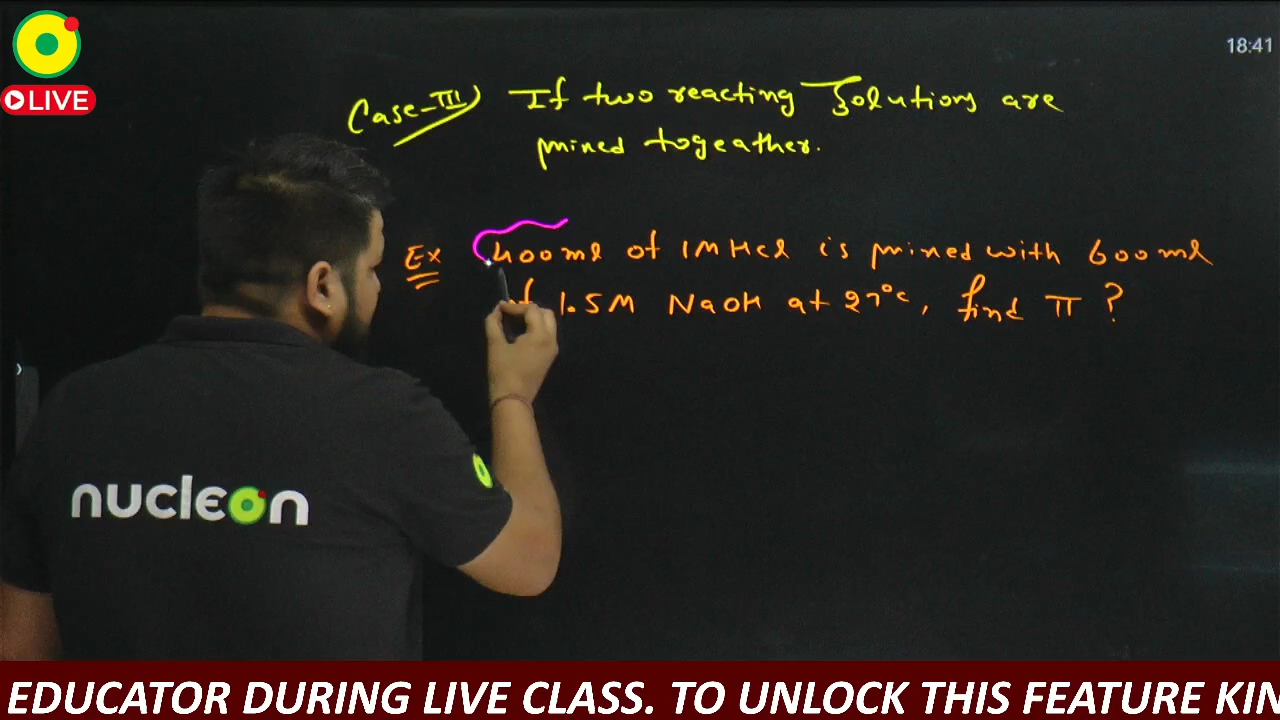 18:41
LIVE
Case-III) If two reacting Solutions are
mixed togeather.
Ex 400ml of 1M HCl is mixed with 600ml
of 1.5M NaOH at 27°C, find π ?
nucleon
EDUCATOR DURING LIVE CLASS. TO UNLOCK THIS FEATURE KIN